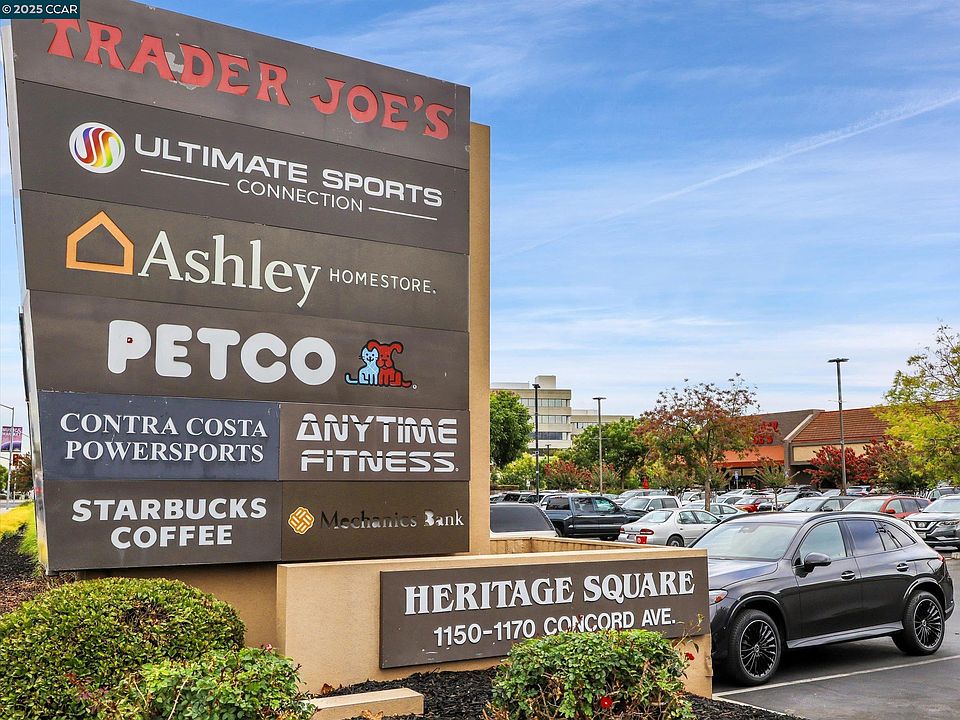 © 2025 CCAR
TRADER JOE'S
ULTIMATE SPORTS
CONNECTION
Ashley HOMESTORE.
PETCO
CONTRA COSTA
POWERSPORTS
ANYTIME
FITNESS.
STARBUCKS
COFFEE
Mechanics Bank
HERITAGE SQUARE
1150-1170 CONCORD AVE.